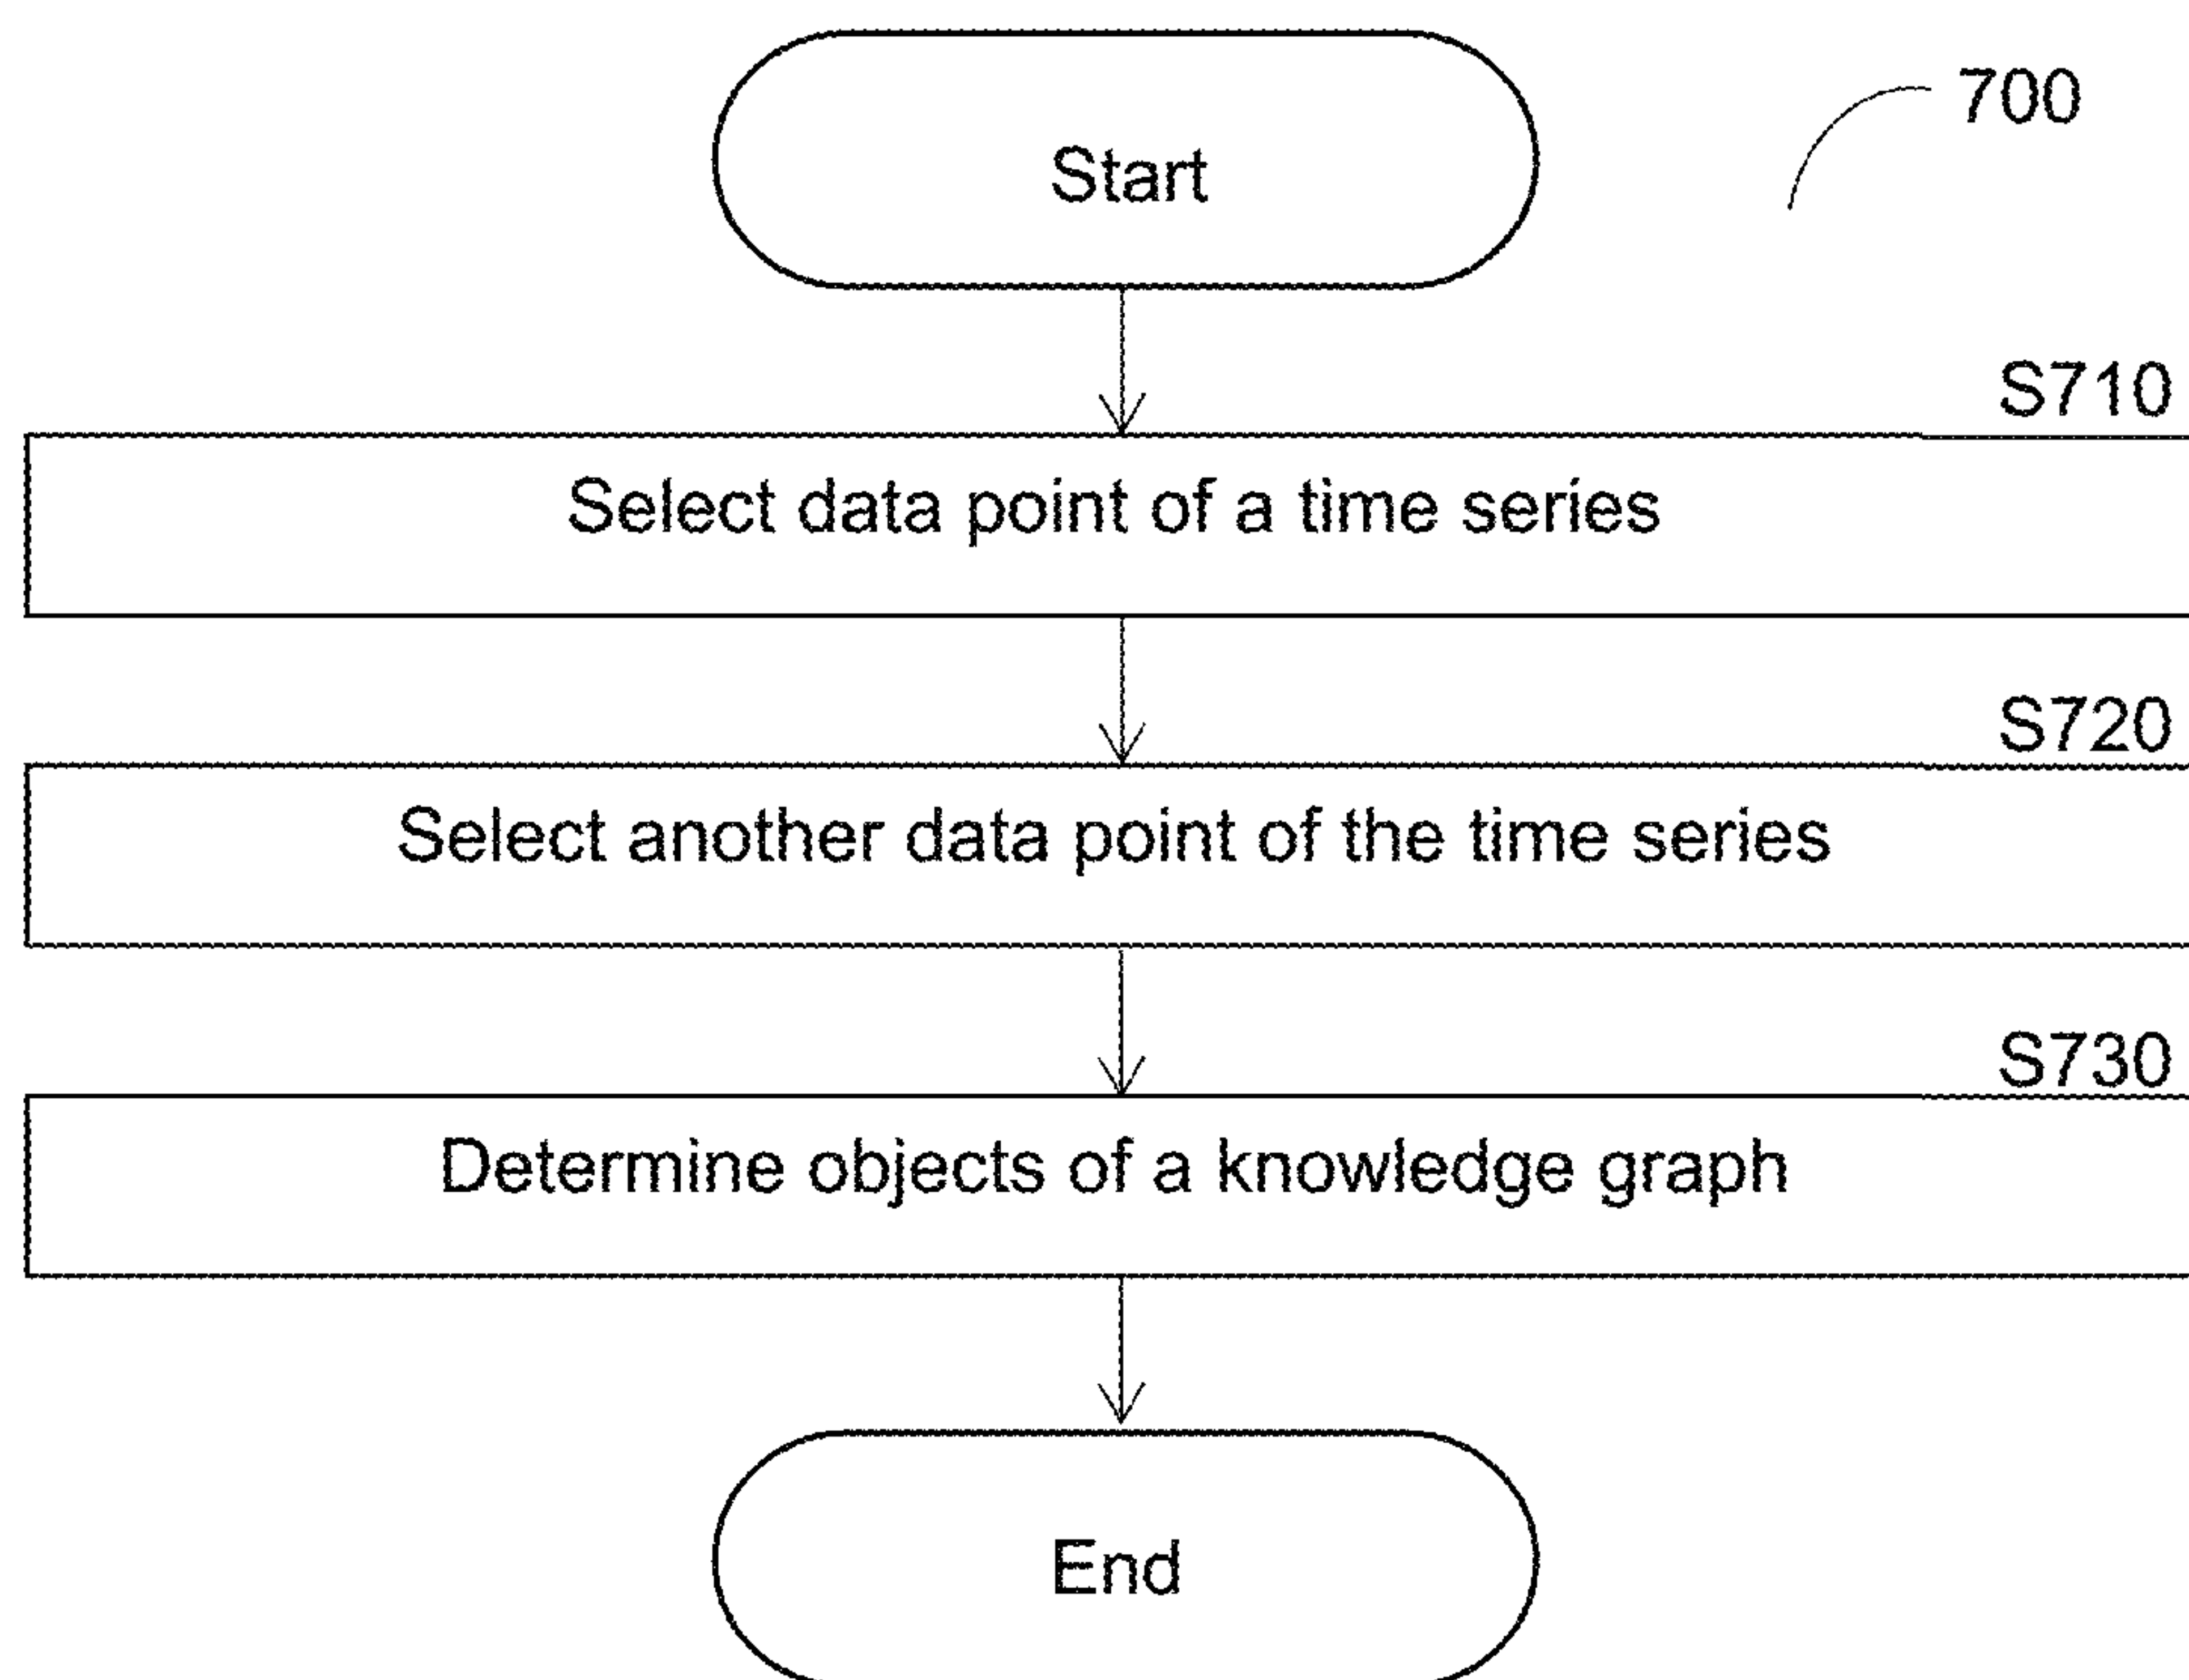 Start
700
S710
Select data point of a time series
S720
Select another data point of the time series
S730
Determine objects of a knowledge graph
End